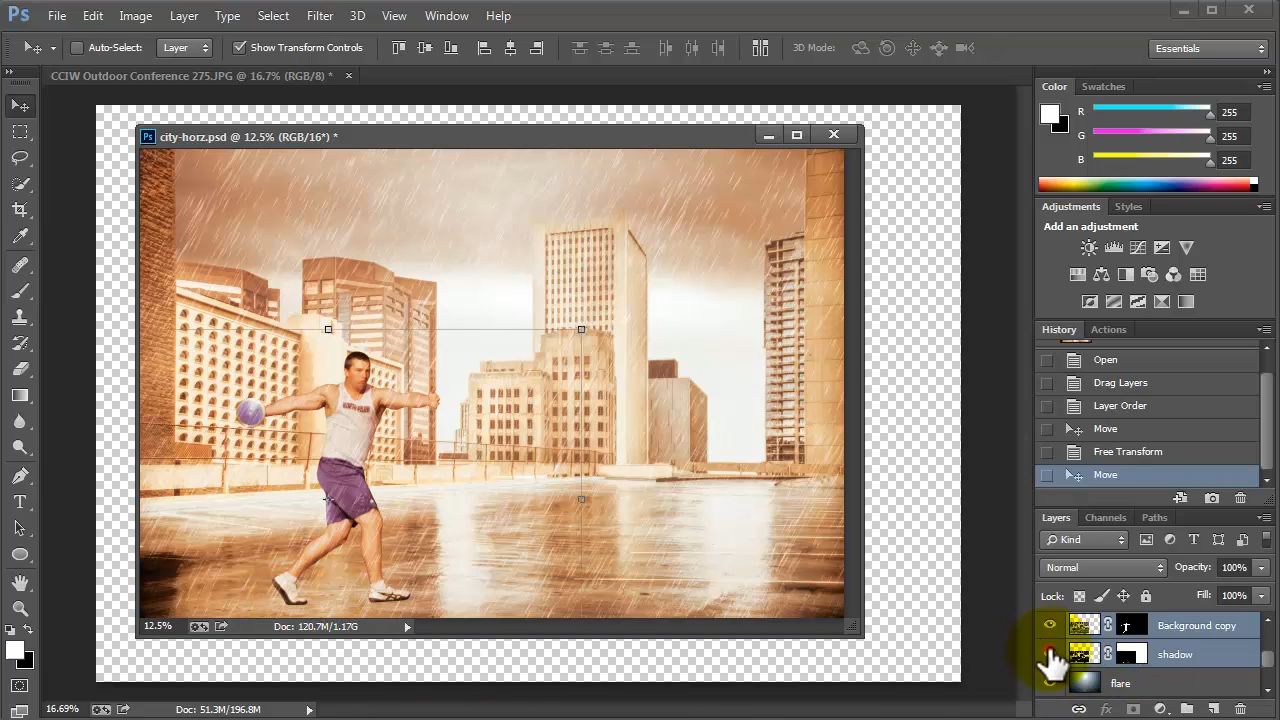 Ps File Edit Image Layer Type Select Filter 3D View Window Help
Auto-Select: Layer Show Transform Controls 3D Mode: Essentials
CCIW Outdoor Conference 275.JPG @ 16.7% (RGB/8) * ×
Ps city-horz.psd @ 12.5% (RGB/16*) *
12.5% Doc: 120.7M/1.17G
16.69% Doc: 51.3M/196.8M
Color Swatches
R 255
G 255
B 255
Adjustments Styles
Add an adjustment
History Actions
Open
Drag Layers
Layer Order
Move
Free Transform
Move
Layers Channels Paths
Kind
Normal Opacity: 100%
Lock: Fill: 100%
Background copy
shadow
flare